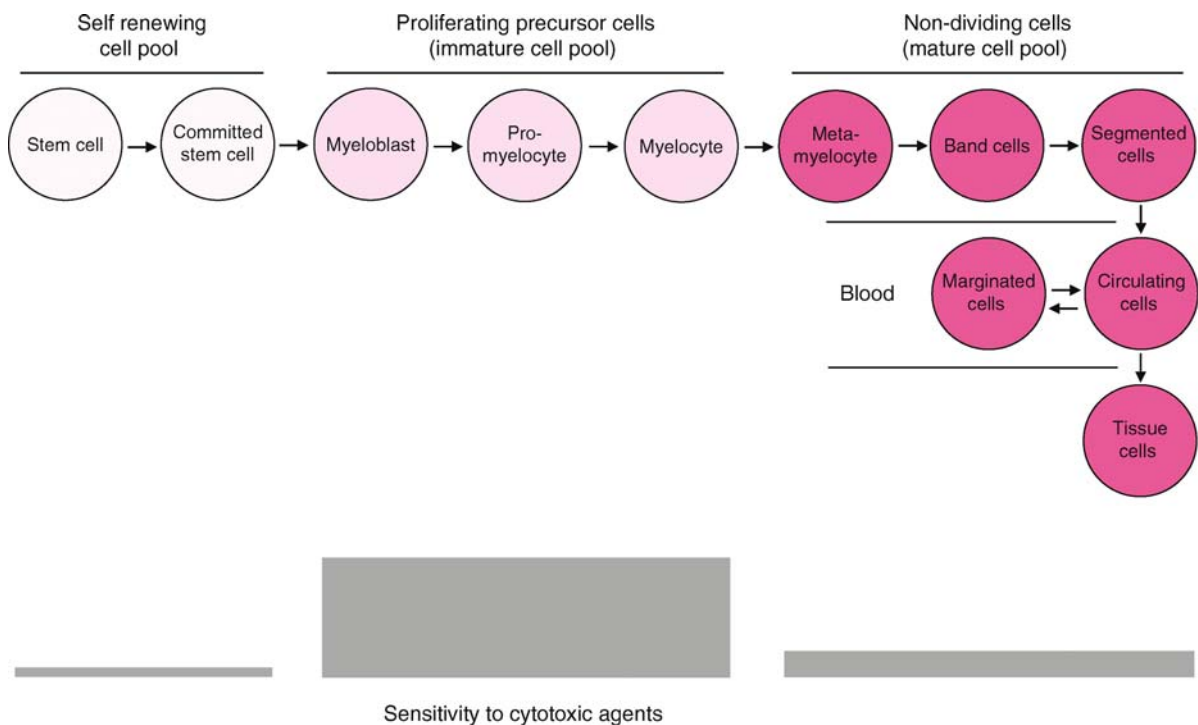 Self renewing
cell pool
Proliferating precursor cells
(immature cell pool)
Non-dividing cells
(mature cell pool)
Stem cell
Committed
stem cell
Myeloblast
Pro-
myelocyte
Myelocyte
Meta-
myelocyte
Band cells
Segmented
cells
Blood
Marginated
cells
Circulating
cells
Tissue
cells
Sensitivity to cytotoxic agents